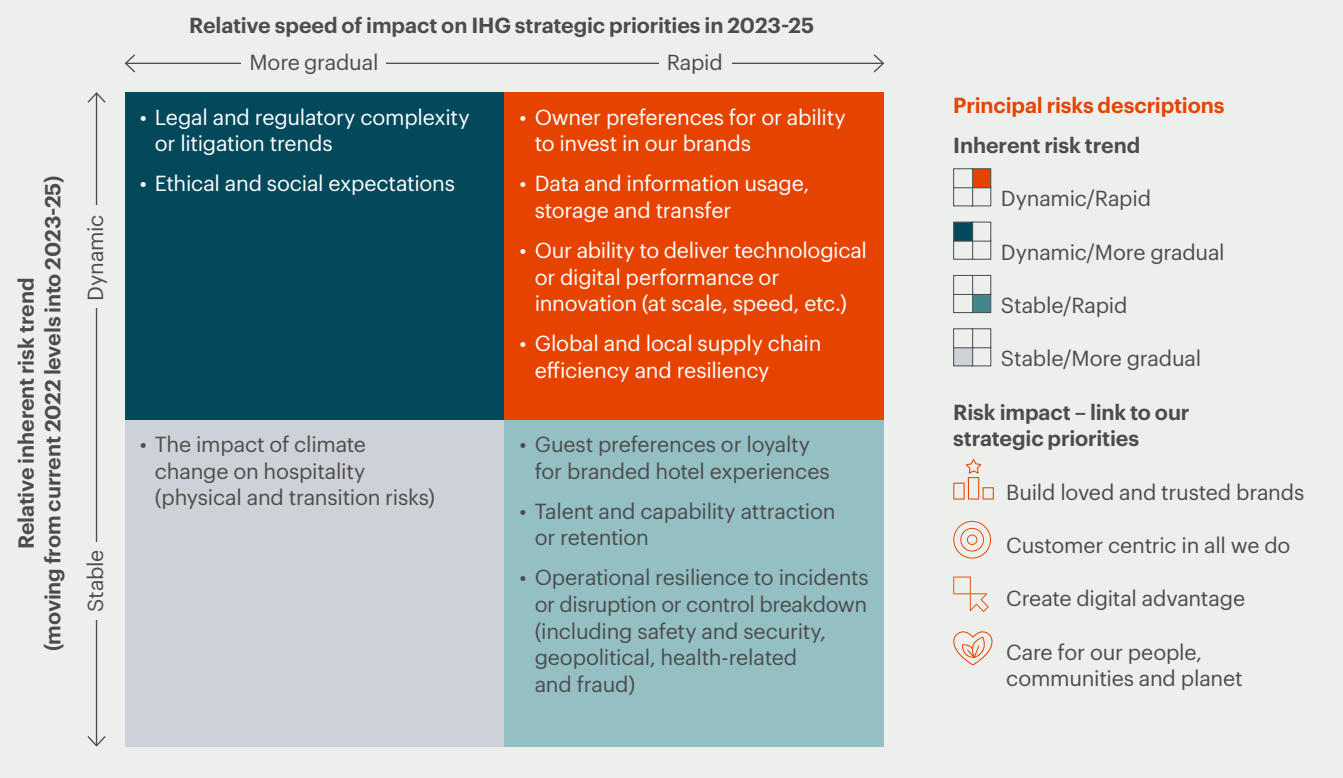 Relative speed of impact on IHG strategic priorities in 2023-25
More gradual
Rapid
Relative inherent risk trend
(moving from current 2022 levels into 2023-25)
Dynamic
Stable
• Legal and regulatory complexity
or litigation trends
• Ethical and social expectations
• Owner preferences for or ability
to invest in our brands
• Data and information usage,
storage and transfer
• Our ability to deliver technological
or digital performance or
innovation (at scale, speed, etc.)
• Global and local supply chain
efficiency and resiliency
• The impact of climate
change on hospitality
(physical and transition risks)
• Guest preferences or loyalty
for branded hotel experiences
• Talent and capability attraction
or retention
• Operational resilience to incidents
or disruption or control breakdown
(including safety and security,
geopolitical, health-related
and fraud)
Principal risks descriptions
Inherent risk trend
Dynamic/Rapid
Dynamic/More gradual
Stable/Rapid
Stable/More gradual
Risk impact – link to our
strategic priorities
Build loved and trusted brands
Customer centric in all we do
Create digital advantage
Care for our people,
communities and planet